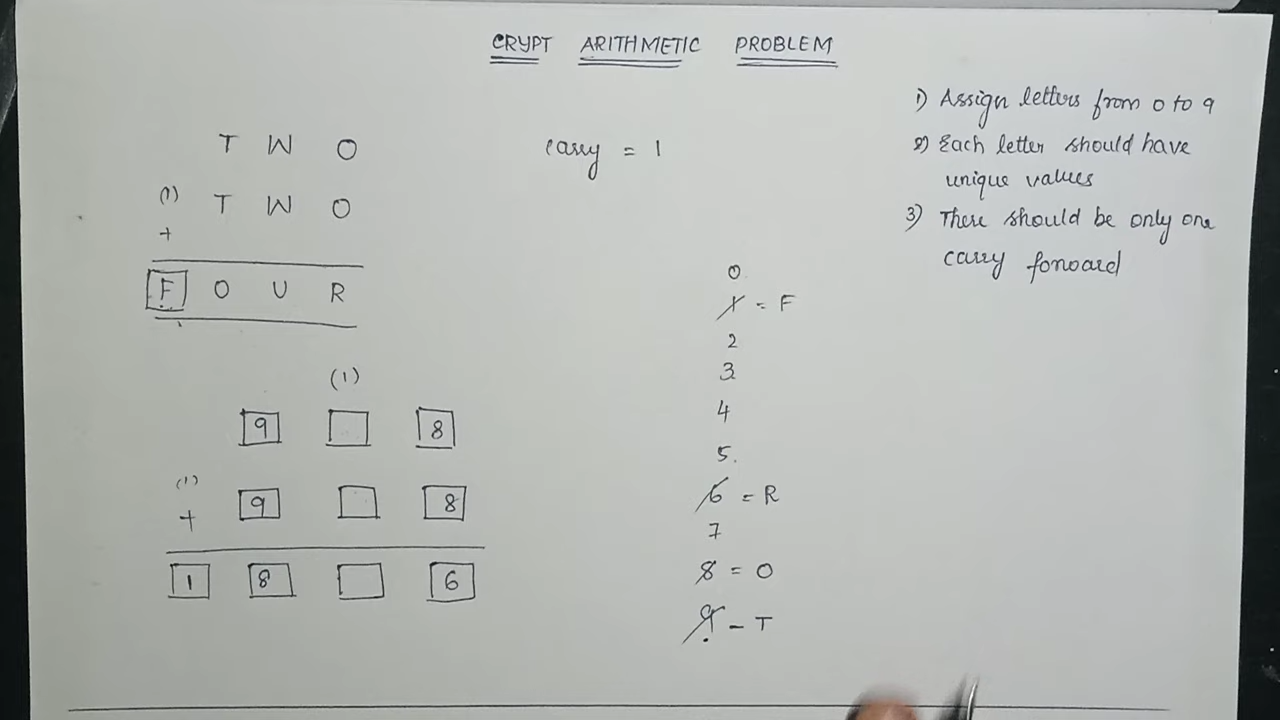 CRYPT ARITHMETIC PROBLEM
1) Assign letters from 0 to 9
2) Each letter should have
unique values
3) There should be only one
carry forward
T W O
carry = 1
(1) T W O
+
F O U R
0
1 = F
2
3
4
5.
6 = R
7
8 = O
9 - T
(1)
9 8
(1) 9 8
+
1 8 6